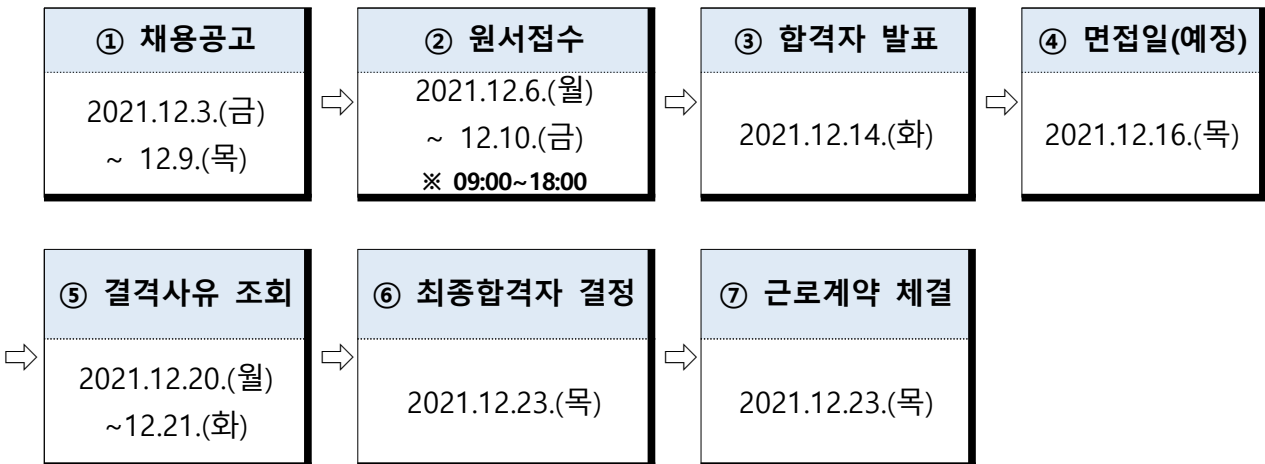 ① 채용공고
2021.12.3.(금)
~ 12.9.(목)
② 원서접수
2021.12.6.(월)
~ 12.10.(금)
※ 09:00~18:00
③ 합격자 발표
2021.12.14.(화)
④ 면접일(예정)
2021.12.16.(목)
⑤ 결격사유 조회
2021.12.20.(월)
~12.21.(화)
⑥ 최종합격자 결정
2021.12.23.(목)
⑦ 근로계약 체결
2021.12.23.(목)